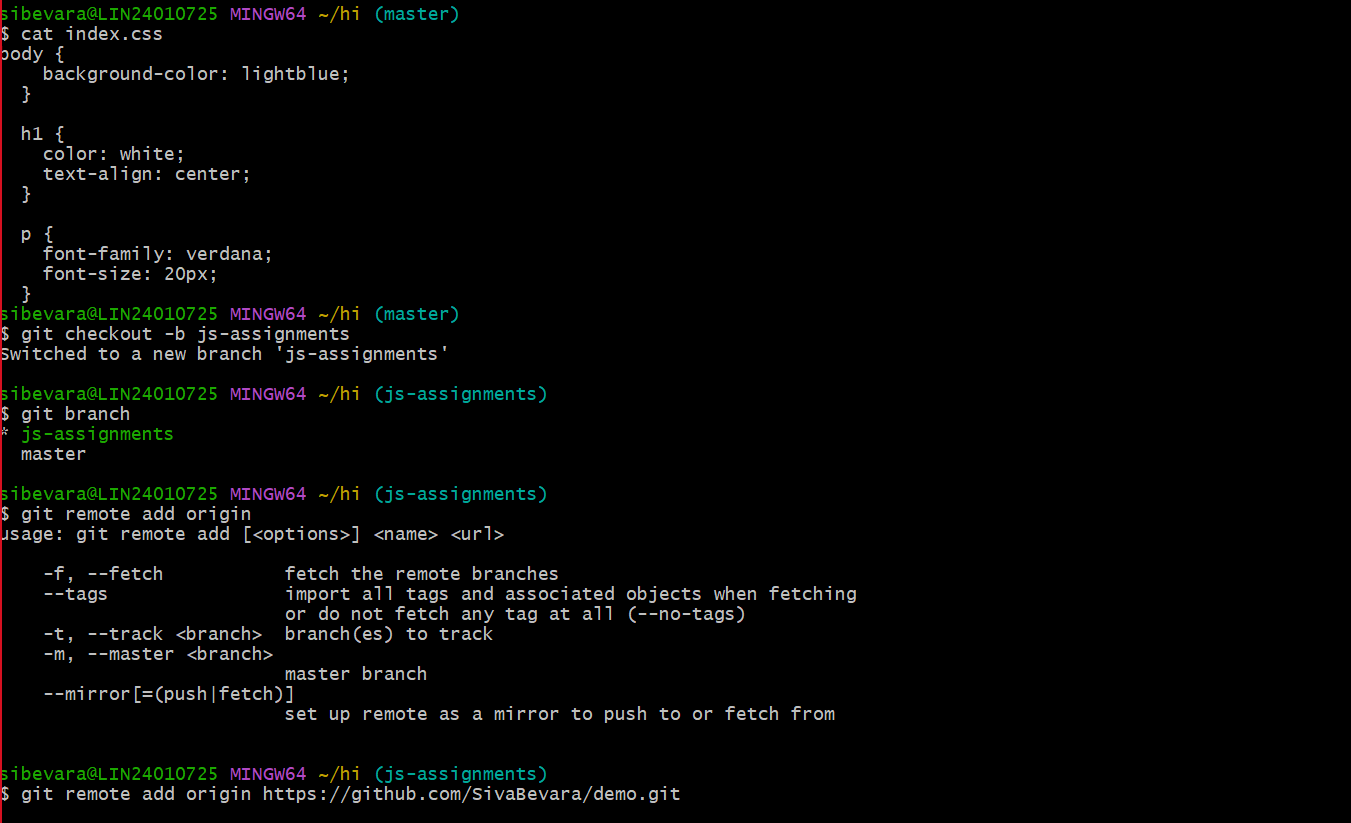 sibevara@LIN24010725 MINGW64 ~/hi (master)
$ cat index.css
body {
    background-color: lightblue;
  }

  h1 {
    color: white;
    text-align: center;
  }

  p {
    font-family: verdana;
    font-size: 20px;
  }
sibevara@LIN24010725 MINGW64 ~/hi (master)
$ git checkout -b js-assignments
Switched to a new branch 'js-assignments'

sibevara@LIN24010725 MINGW64 ~/hi (js-assignments)
$ git branch
* js-assignments
  master

sibevara@LIN24010725 MINGW64 ~/hi (js-assignments)
$ git remote add origin
usage: git remote add [<options>] <name> <url>

    -f, --fetch           fetch the remote branches
    --tags                import all tags and associated objects when fetching
                          or do not fetch any tag at all (--no-tags)
    -t, --track <branch>  branch(es) to track
    -m, --master <branch>
                          master branch
    --mirror[=(push|fetch)]
                          set up remote as a mirror to push to or fetch from


sibevara@LIN24010725 MINGW64 ~/hi (js-assignments)
$ git remote add origin https://github.com/SivaBevara/demo.git